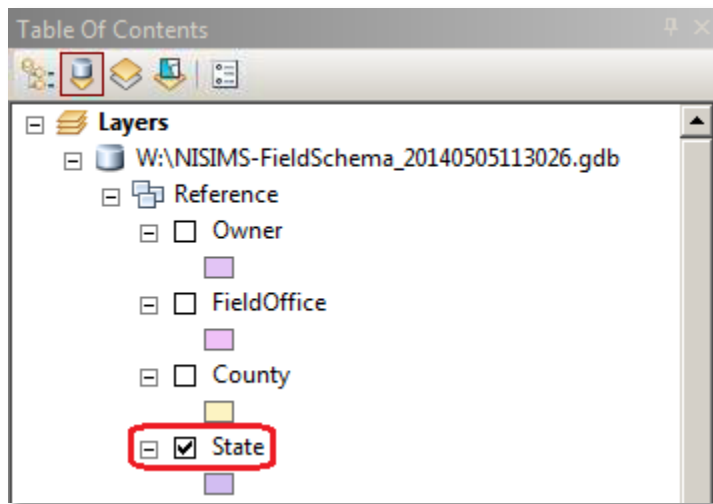 Table Of Contents
Layers
W:\NISIMS-FieldSchema_20140505113026.gdb
Reference
Owner
FieldOffice
County
State